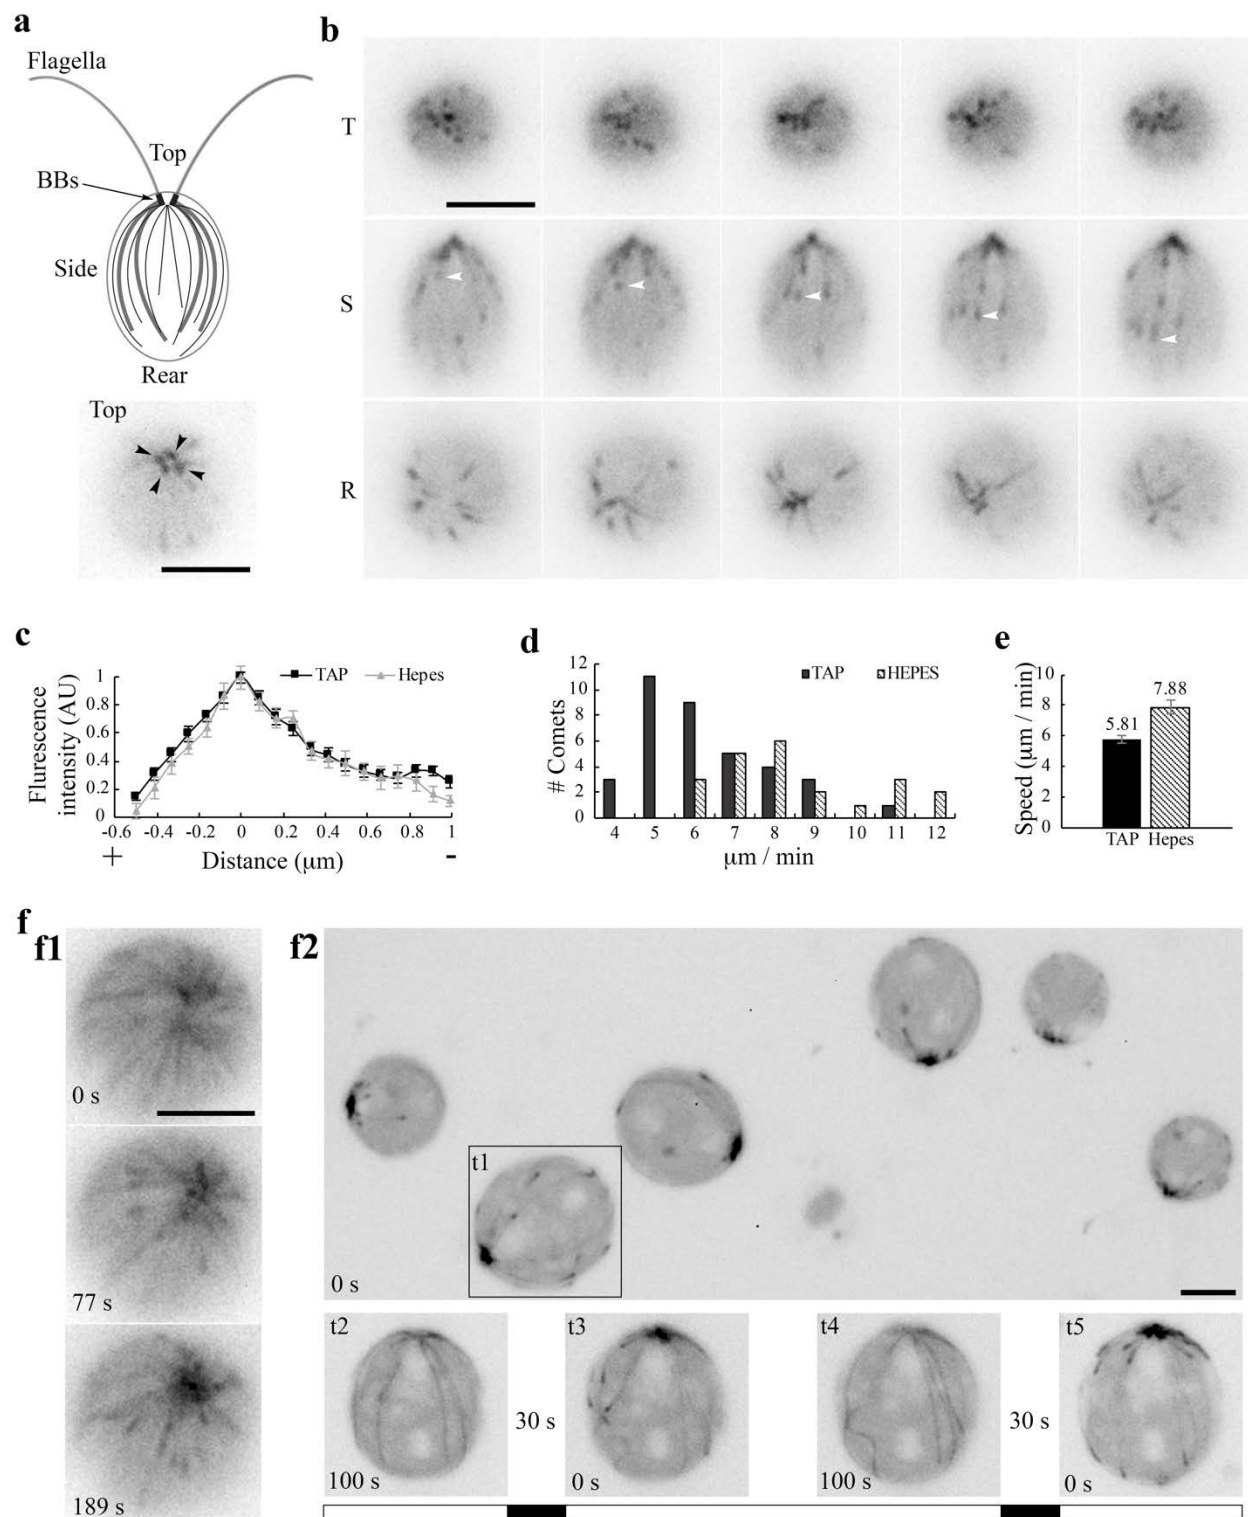 a
Flagella
Top
BBs
Side
Rear
Top
b
T
S
R
c
Flurescence
intensity (AU)
TAP Hepes
1
0.8
0.6
0.4
0.2
0
-0.6 -0.4 -0.2 0 0.2 0.4 0.6 0.8 1
+ Distance (µm) -
d
# Comets
TAP HEPES
12
10
8
6
4
2
0
4 5 6 7 8 9 10 11 12
µm / min
e
Speed (µm / min)
10
8
6
4
2
0
5.81
7.88
TAP Hepes
f
f1
0 s
77 s
189 s
f2
t1
0 s
t2
100 s
30 s
t3
0 s
t4
100 s
30 s
t5
0 s